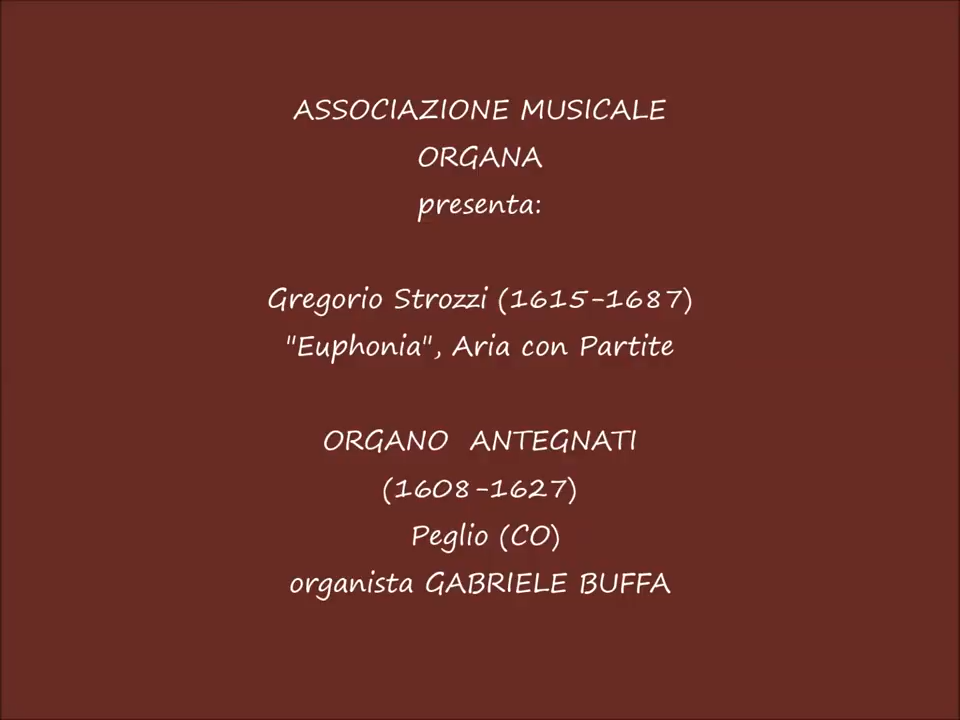 ASSOCIAZIONE MUSICALE
ORGANA
presenta:
Gregorio Strozzi (1615-1687)
"Euphonia", Aria con Partite
ORGANO ANTEGNATI
(1608-1627)
Peglio (CO)
organista GABRIELE BUFFA